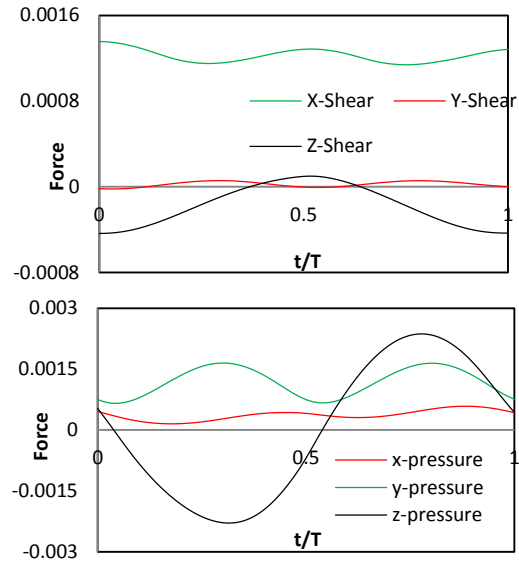 0.0016
0.0008
X-Shear Y-Shear
Z-Shear
Force
0
0 0.5 1
-0.0008
t/T
0.003
0.0015
Force
0
0 0.5 1
x-pressure
-0.0015
y-pressure
z-pressure
t/T
-0.003